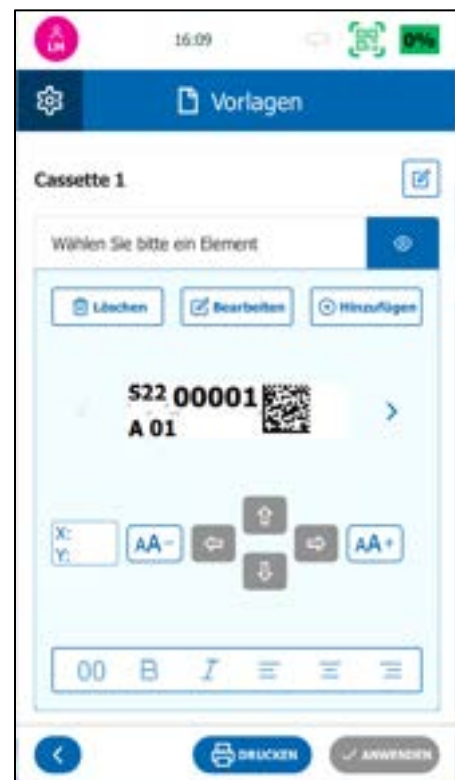 LM 16:09 0%
Vorlagen
Cassette 1
Wählen Sie bitte ein Element
Löschen Bearbeiten Hinzufügen
S22 00001
A 01
X:
Y:
AA- AA+
00 B I
DRUCKEN ANWENDEN